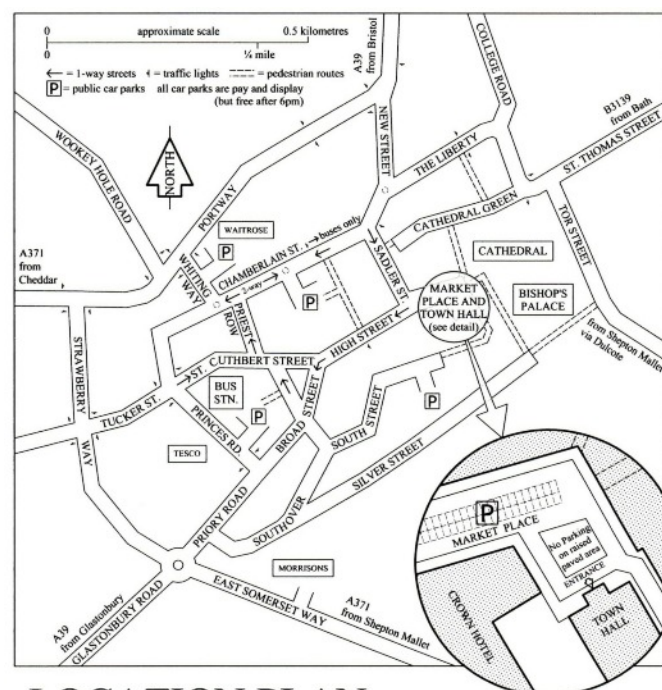 0 approximate scale 0.5 kilometres
0 ¼ mile
← = 1-way streets = traffic lights = pedestrian routes
P = public car parks all car parks are pay and display
(but free after 6pm)
A39
from Bristol
COLLEGE ROAD
B3139
from Bath
ST. THOMAS STREET
WOOKEY HOLE ROAD
NORTH
PORTWAY
NEW STREET
THE LIBERTY
TOR STREET
WAITROSE
P
CHAMBERLAIN ST. → buses only
CATHEDRAL GREEN
CATHEDRAL
A371
from
Cheddar
WHITING
WAY
2-way
P
SADLER ST.
MARKET
PLACE AND
TOWN HALL
(see detail)
BISHOP'S
PALACE
from Shepton Mallet
via Dulcote
PRIEST
ROW
HIGH STREET
STRAWBERRY
WAY
ST. CUTHBERT STREET
BUS
STN.
P
TUCKER ST.
PRINCES RD.
BROAD
STREET
SOUTH
STREET
P
TESCO
SILVER STREET
PRIORY ROAD
SOUTHOVER
MORRISONS
EAST SOMERSET WAY
A371
from Shepton Mallet
A39
from Glastonbury
GLASTONBURY ROAD
P
MARKET PLACE
No Parking
on raised
paved area
ENTRANCE
CROWN HOTEL
TOWN
HALL